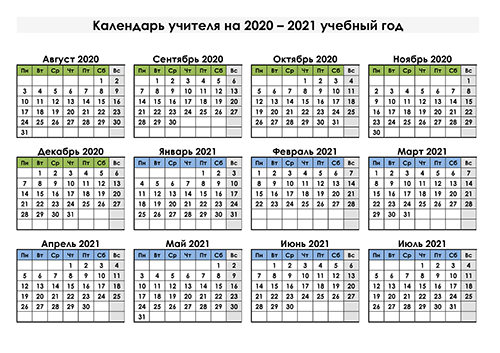 Календарь учителя на 2020 – 2021 учебный год
Август 2020
Пн Вт Ср Чт Пт Сб Вс
1 2
3 4 5 6 7 8 9
10 11 12 13 14 15 16
17 18 19 20 21 22 23
24 25 26 27 28 29 30
31
Сентябрь 2020
Пн Вт Ср Чт Пт Сб Вс
1 2 3 4 5 6
7 8 9 10 11 12 13
14 15 16 17 18 19 20
21 22 23 24 25 26 27
28 29 30
Октябрь 2020
Пн Вт Ср Чт Пт Сб Вс
1 2 3 4
5 6 7 8 9 10 11
12 13 14 15 16 17 18
19 20 21 22 23 24 25
26 27 28 29 30 31
Ноябрь 2020
Пн Вт Ср Чт Пт Сб Вс
1
2 3 4 5 6 7 8
9 10 11 12 13 14 15
16 17 18 19 20 21 22
23 24 25 26 27 28 29
30
Декабрь 2020
Пн Вт Ср Чт Пт Сб Вс
1 2 3 4 5 6
7 8 9 10 11 12 13
14 15 16 17 18 19 20
21 22 23 24 25 26 27
28 29 30 31
Январь 2021
Пн Вт Ср Чт Пт Сб Вс
1 2 3
4 5 6 7 8 9 10
11 12 13 14 15 16 17
18 19 20 21 22 23 24
25 26 27 28 29 30 31
Февраль 2021
Пн Вт Ср Чт Пт Сб Вс
1 2 3 4 5 6 7
8 9 10 11 12 13 14
15 16 17 18 19 20 21
22 23 24 25 26 27 28
Март 2021
Пн Вт Ср Чт Пт Сб Вс
1 2 3 4 5 6 7
8 9 10 11 12 13 14
15 16 17 18 19 20 21
22 23 24 25 26 27 28
29 30 31
Апрель 2021
Пн Вт Ср Чт Пт Сб Вс
1 2 3 4
5 6 7 8 9 10 11
12 13 14 15 16 17 18
19 20 21 22 23 24 25
26 27 28 29 30
Май 2021
Пн Вт Ср Чт Пт Сб Вс
1 2
3 4 5 6 7 8 9
10 11 12 13 14 15 16
17 18 19 20 21 22 23
24 25 26 27 28 29 30
31
Июнь 2021
Пн Вт Ср Чт Пт Сб Вс
1 2 3 4 5 6
7 8 9 10 11 12 13
14 15 16 17 18 19 20
21 22 23 24 25 26 27
28 29 30
Июль 2021
Пн Вт Ср Чт Пт Сб Вс
1 2 3 4
5 6 7 8 9 10 11
12 13 14 15 16 17 18
19 20 21 22 23 24 25
26 27 28 29 30 31